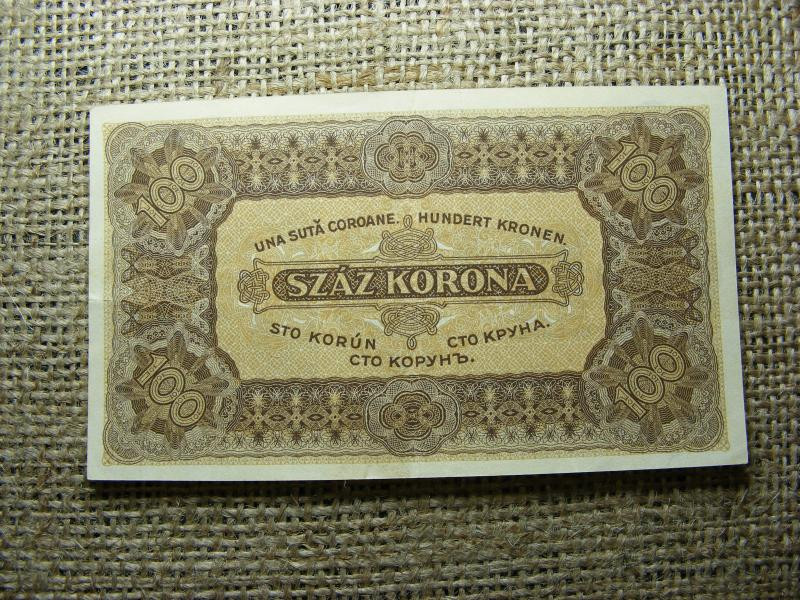 100 100
UNA SUTĂ COROANE. HUNDERT KRONEN.
SZÁZ KORONA
STO KORÚN СТО КРУНА.
СТО КОРУНЪ.
100 100